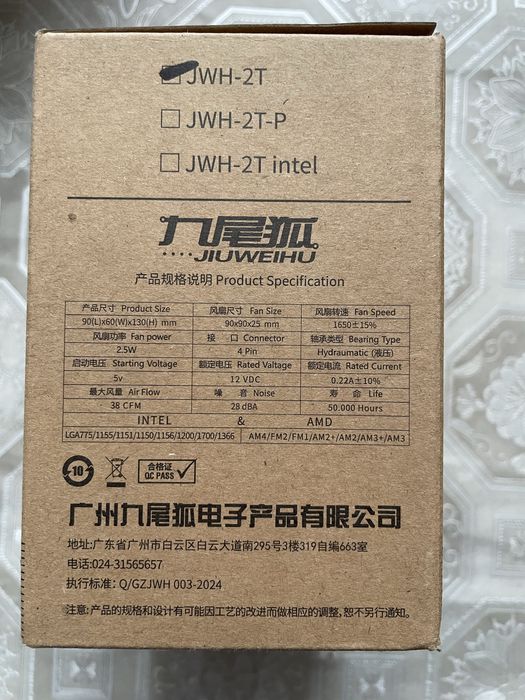 JWH-2T
JWH-2T-P
JWH-2T intel
九尾狐
JIUWEIHU
产品规格说明 Product Specification
产品尺寸 Product Size 风扇尺寸 Fan Size 风扇转速 Fan Speed
90(L)x60(W)x130(H) mm 90x90x25 mm 1650±15%
风扇功率 Fan power 接 口 Connector 轴承类型 Bearing Type
2.5W 4 Pin Hydraumatic (液压)
启动电压 Starting Voltage 额定电压 Rated Voltage 额定电流 Rated Current
5v 12 VDC 0.22A±10%
最大风量 Air Flow 噪 音 Noise 寿 命 Life
38 CFM 28 dBA 50.000 Hours
INTEL & AMD
LGA775/1155/1151/1150/1156/1200/1700/1366 AM4/FM2/FM1/AM2+/AM2/AM3+/AM3
10
合格证
QC PASS
广州九尾狐电子产品有限公司
地址:广东省广州市白云区白云大道南295号3楼319自编663室
电话:024-31565657
执行标准: Q/GZJWH 003-2024
注意: 产品的规格和设计有可能因工艺的改进而做相应的调整, 恕不另行通知。